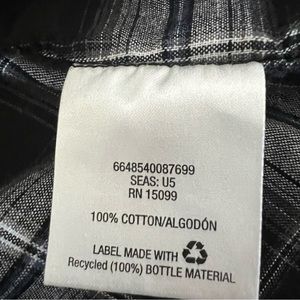 6648540087699
SEAS: U5
RN 15099
100% COTTON/ALGODÓN
LABEL MADE WITH
Recycled (100%) BOTTLE MATERIAL